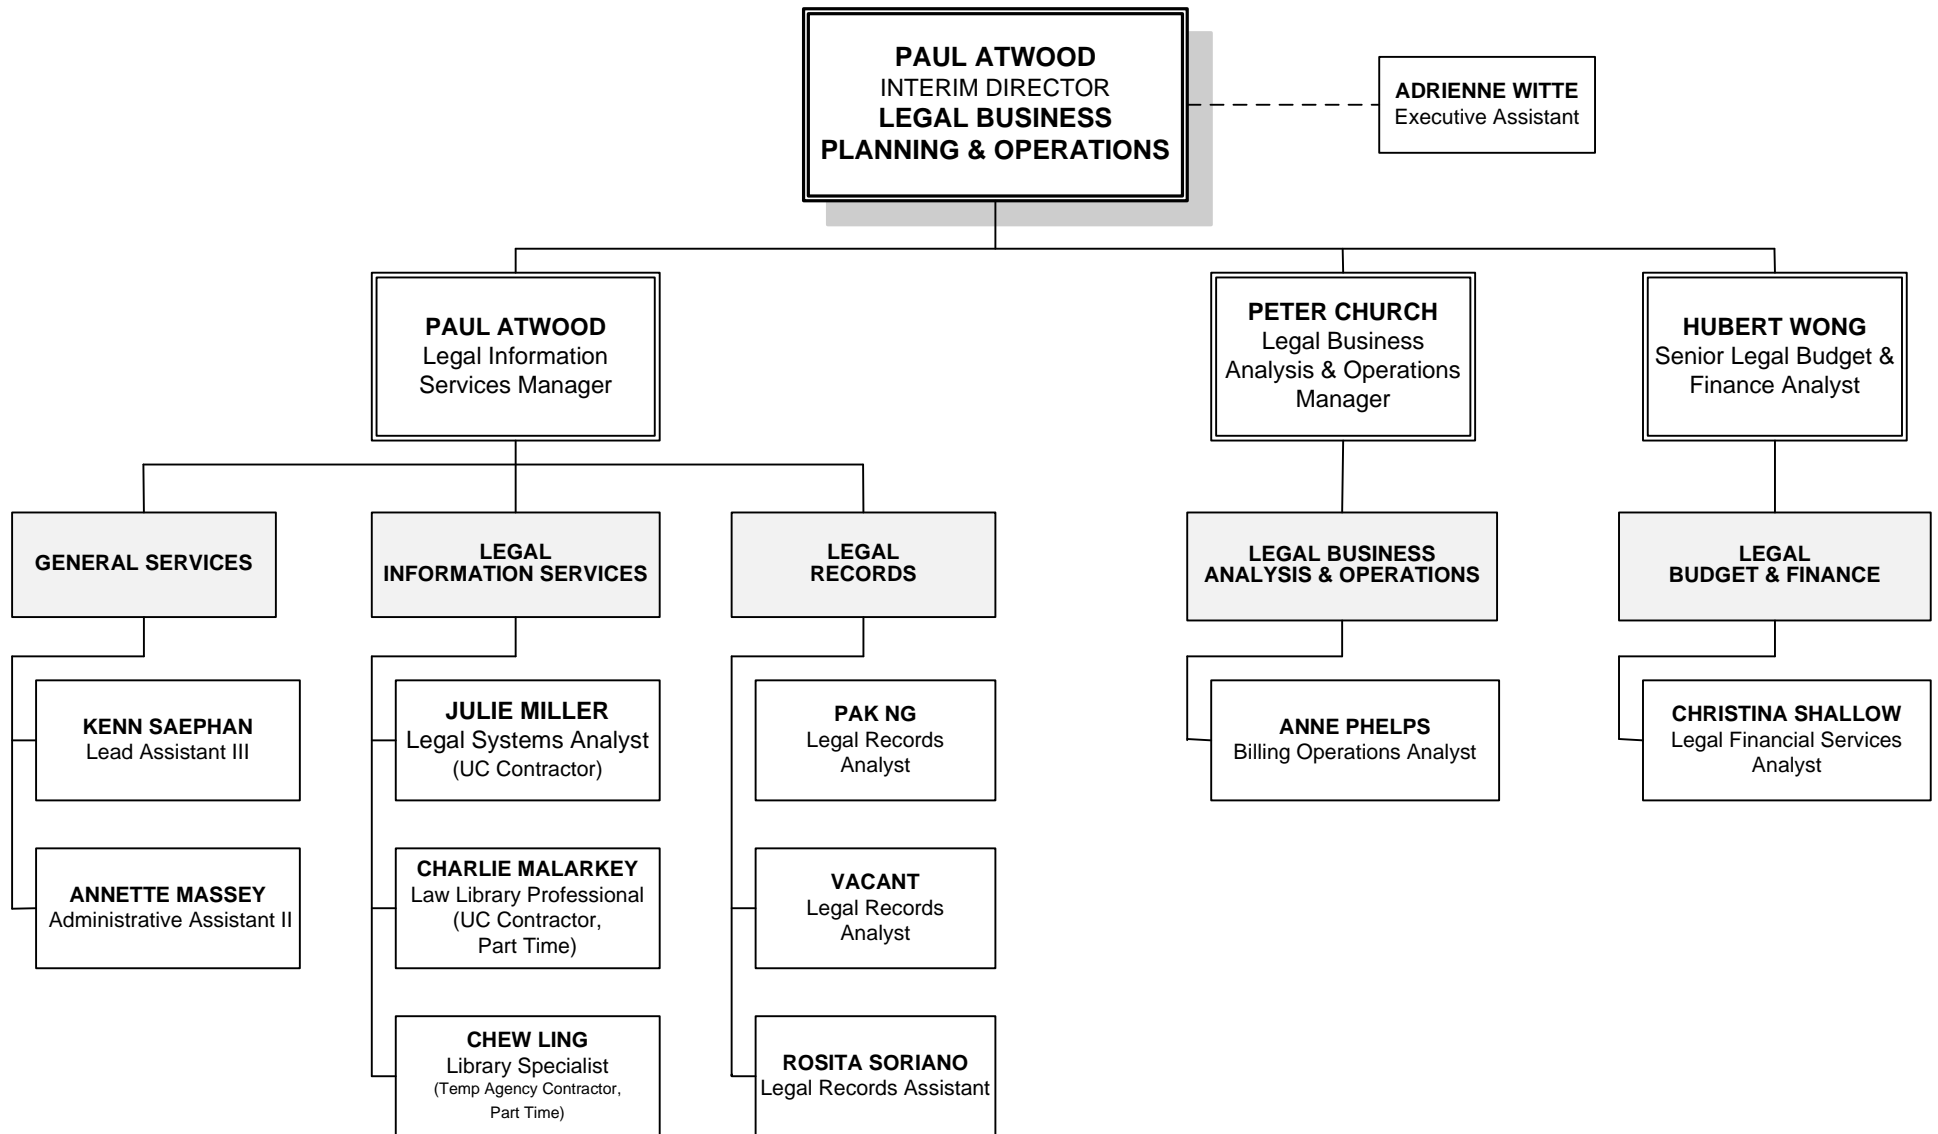 PAUL ATWOOD
INTERIM DIRECTOR
LEGAL BUSINESS
PLANNING & OPERATIONS
ADRIENNE WITTE
Executive Assistant
PAUL ATWOOD
Legal Information
Services Manager
PETER CHURCH
Legal Business
Analysis & Operations
Manager
HUBERT WONG
Senior Legal Budget &
Finance Analyst
GENERAL SERVICES
LEGAL
INFORMATION SERVICES
LEGAL
RECORDS
LEGAL BUSINESS
ANALYSIS & OPERATIONS
LEGAL
BUDGET & FINANCE
KENN SAEPHAN
Lead Assistant III
JULIE MILLER
Legal Systems Analyst
(UC Contractor)
PAK NG
Legal Records
Analyst
ANNE PHELPS
Billing Operations Analyst
CHRISTINA SHALLOW
Legal Financial Services
Analyst
ANNETTE MASSEY
Administrative Assistant II
CHARLIE MALARKEY
Law Library Professional
(UC Contractor,
Part Time)
VACANT
Legal Records
Analyst
CHEW LING
Library Specialist
(Temp Agency Contractor,
Part Time)
ROSITA SORIANO
Legal Records Assistant